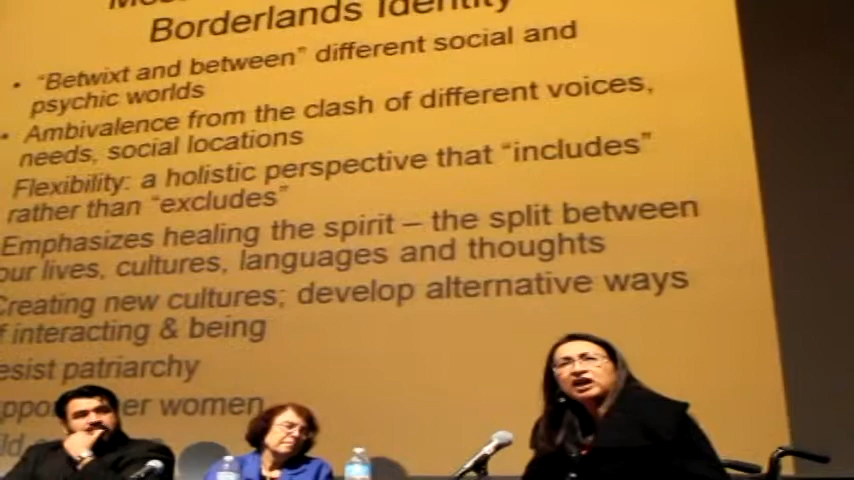 Borderlands Identity
• "Betwixt and between" different social and
psychic worlds
• Ambivalence from the clash of different voices,
needs, social locations
Flexibility: a holistic perspective that "includes"
rather than "excludes"
Emphasizes healing the spirit – the split between
our lives, cultures, languages and thoughts
Creating new cultures; develop alternative ways
f interacting & being
esist patriarchy
er women